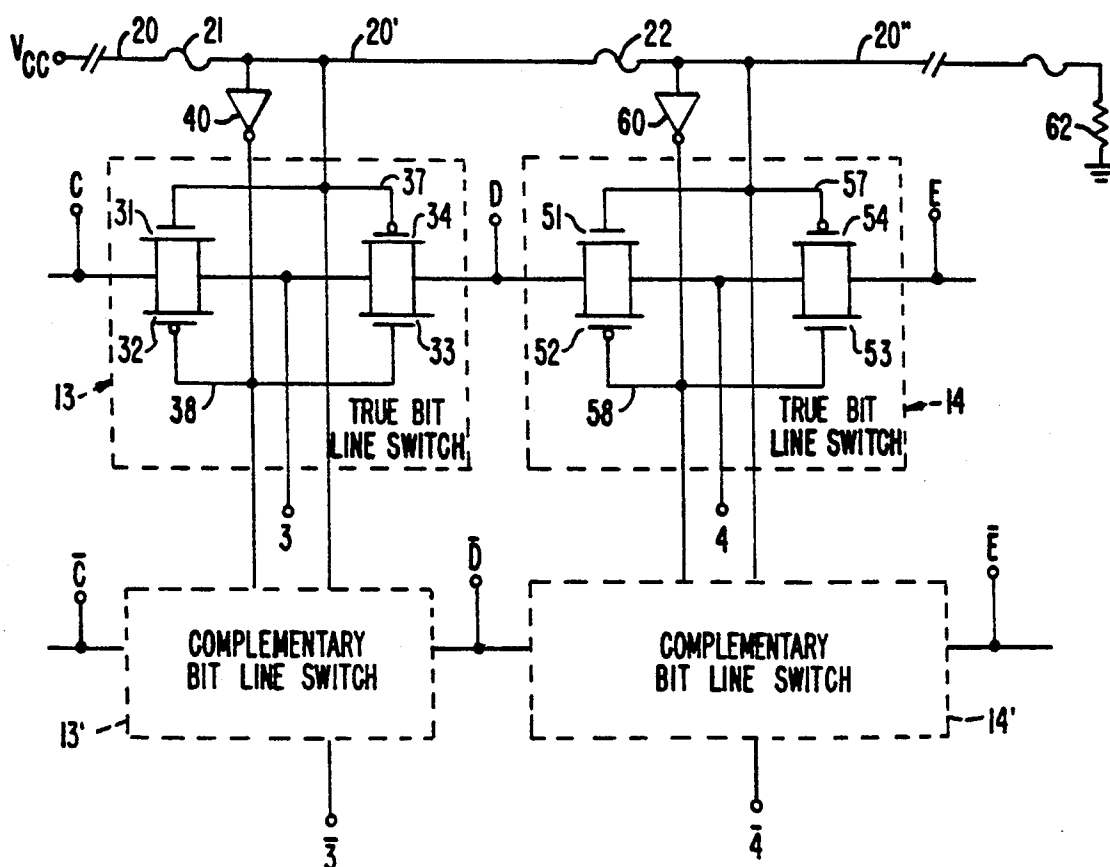 V_CC 20 21 20' 22 20"
40 60 62
C 31 37 34 D 51 57 54 E
32 33 52 53
13 38 58 14
TRUE BIT
LINE SWITCH
TRUE BIT
LINE SWITCH
3 4
C̅ D̅ E̅
COMPLEMENTARY
BIT LINE SWITCH
COMPLEMENTARY
BIT LINE SWITCH
13' 14'
3̅ 4̅